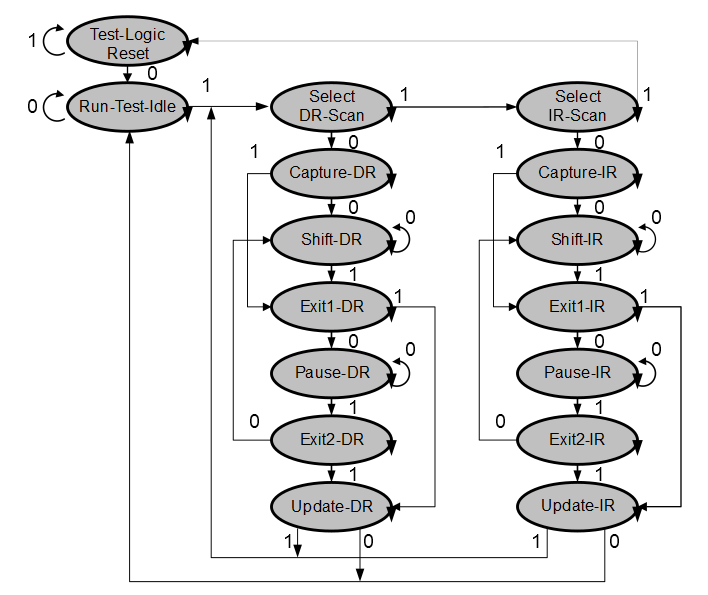 Test-Logic
Reset
1
0
Run-Test-Idle
0
1
Select
DR-Scan
1
Select
IR-Scan
1
0
0
1
Capture-DR
1
Capture-IR
0
0
Shift-DR
0
Shift-IR
0
1
1
Exit1-DR
1
Exit1-IR
1
0
0
Pause-DR
0
Pause-IR
0
1
1
0
Exit2-DR
0
Exit2-IR
1
1
Update-DR
Update-IR
1
0
1
0